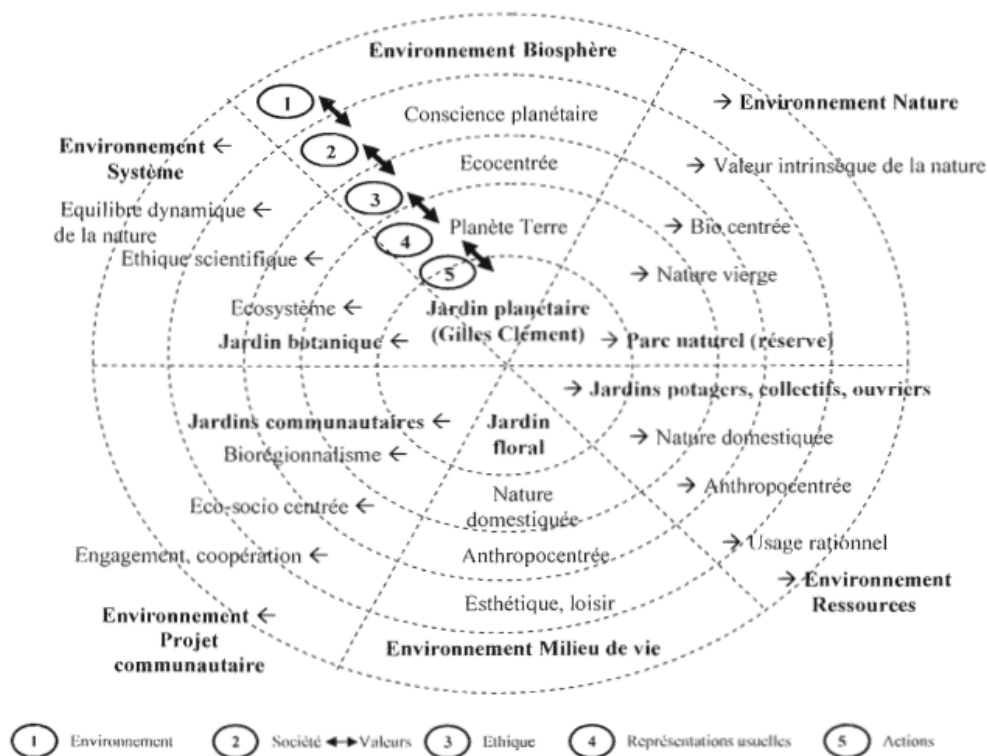 Environnement Biosphère
1
→ Environnement Nature
Conscience planétaire
Environnement ←
Système
2
Ecocentrée
→ Valeur intrinsèque de la nature
3
Equilibre dynamique ←
de la nature
4
Planète Terre
→ Bio centrée
Ethique scientifique ←
5
→ Nature vierge
Ecosystème ←
Jardin planétaire
(Gilles Clément)
Jardin botanique ←
→ Parc naturel (réserve)
→ Jardins potagers, collectifs, ouvriers
Jardins communautaires ←
Jardin
floral
→ Nature domestiquée
Biorégionnalisme ←
→ Anthropocentrée
Eco-socio centrée ←
Nature
domestiquée
→ Usage rationnel
Engagement, coopération ←
Anthropocentrée
→ Environnement
Ressources
Esthétique, loisir
Environnement ←
Projet
communautaire
Environnement Milieu de vie
1 Environnement 2 Société ↔ Valeurs 3 Ethique 4 Représentations usuelles 5 Actions